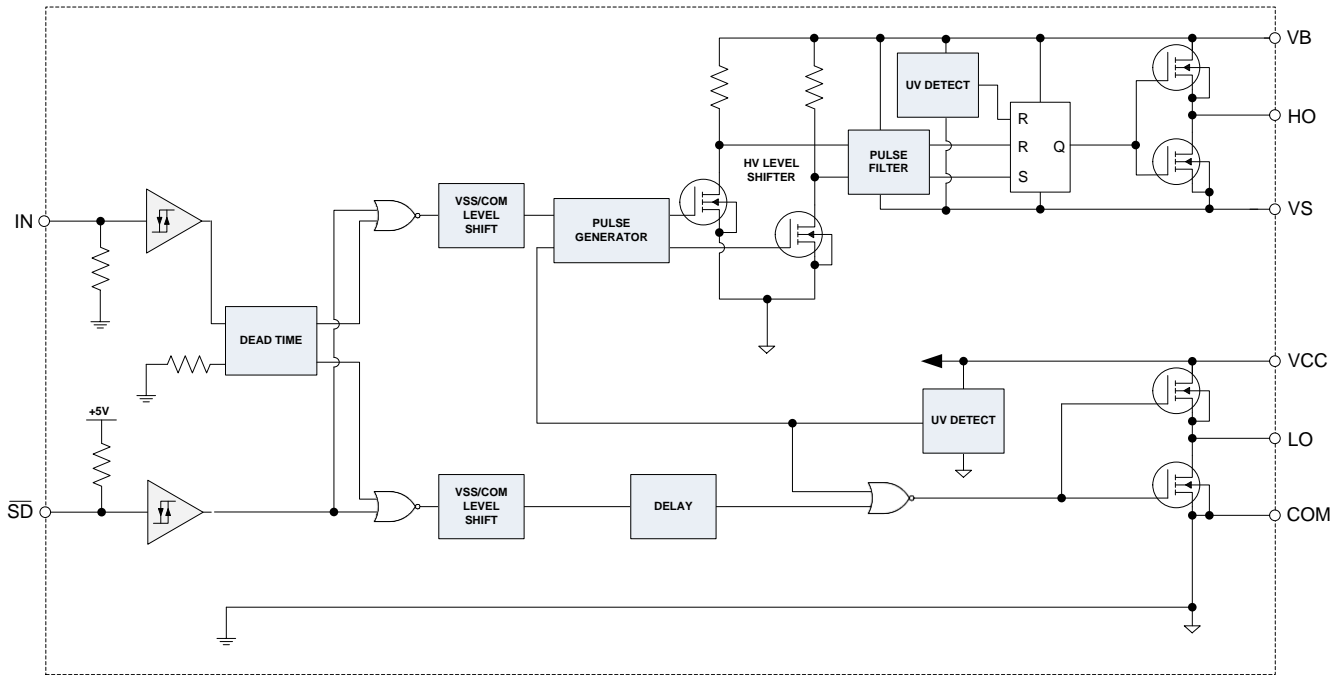 VB
UV DETECT
HO
R
R Q
S
PULSE
FILTER
HV LEVEL
SHIFTER
VS
IN
VSS/COM
LEVEL
SHIFT
PULSE
GENERATOR
DEAD TIME
VCC
+5V
UV DETECT
LO
SD
VSS/COM
LEVEL
SHIFT
DELAY
COM